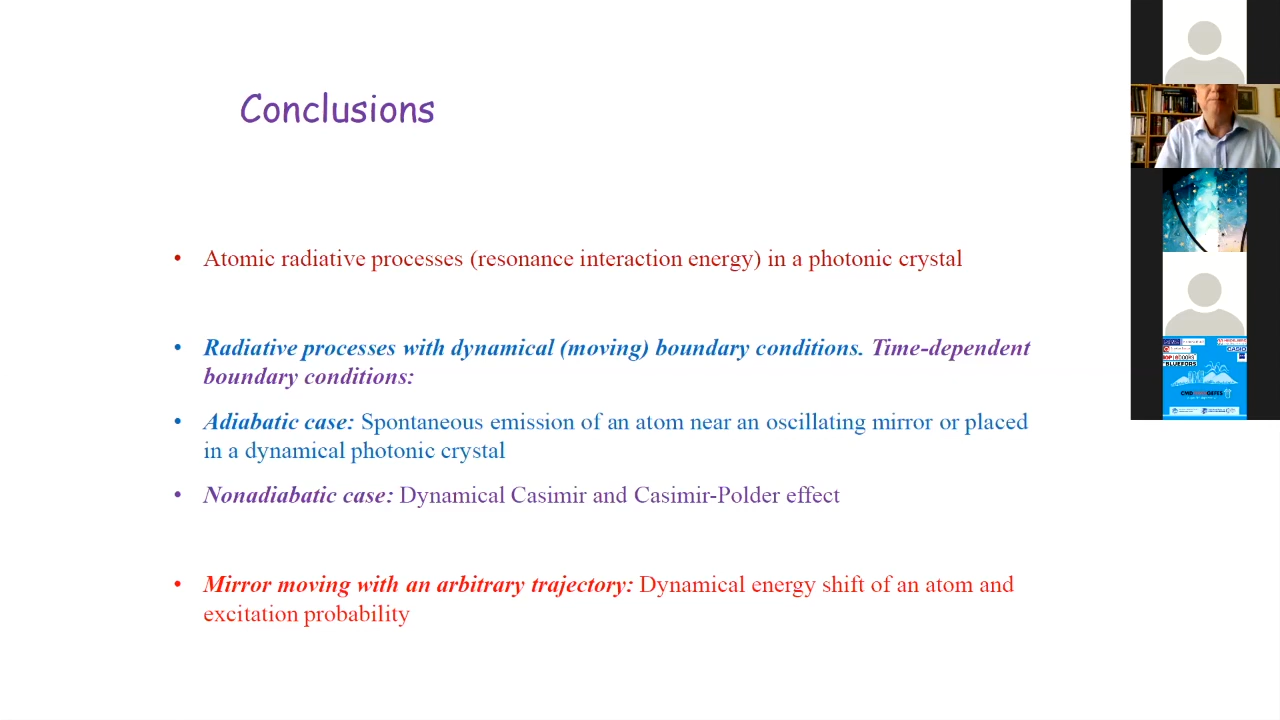 Conclusions
• Atomic radiative processes (resonance interaction energy) in a photonic crystal
• Radiative processes with dynamical (moving) boundary conditions. Time-dependent
boundary conditions:
• Adiabatic case: Spontaneous emission of an atom near an oscillating mirror or placed
in a dynamical photonic crystal
• Nonadiabatic case: Dynamical Casimir and Casimir-Polder effect
• Mirror moving with an arbitrary trajectory: Dynamical energy shift of an atom and
excitation probability